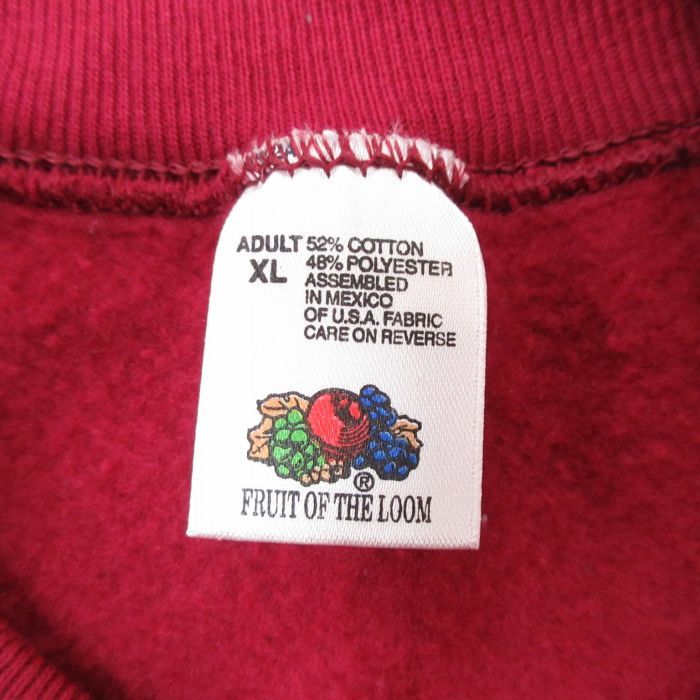 ADULT 52% COTTON
XL 48% POLYESTER
ASSEMBLED
IN MEXICO
OF U.S.A. FABRIC
CARE ON REVERSE
®
FRUIT OF THE LOOM